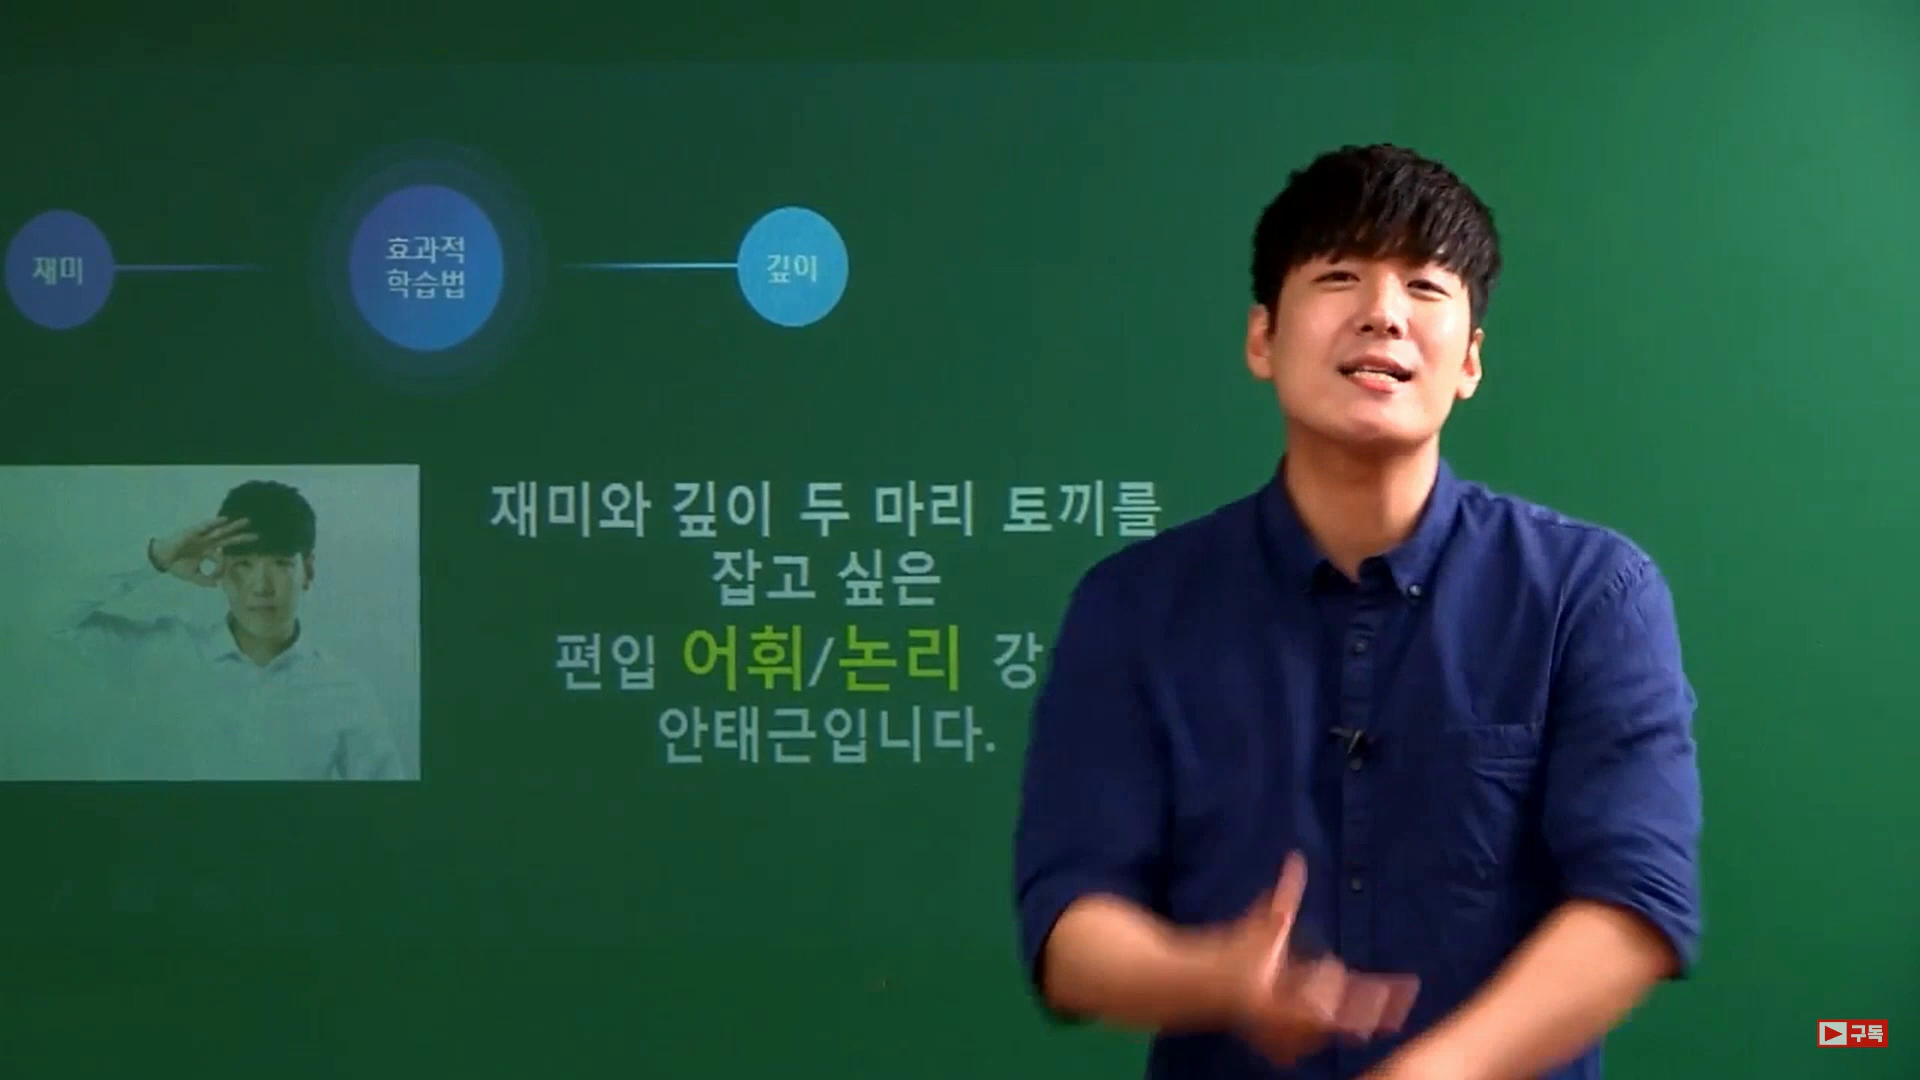 재미
효과적
학습법
깊이
재미와 깊이 두 마리 토끼를
잡고 싶은
편입 어휘/논리 강
안태근입니다.
구독